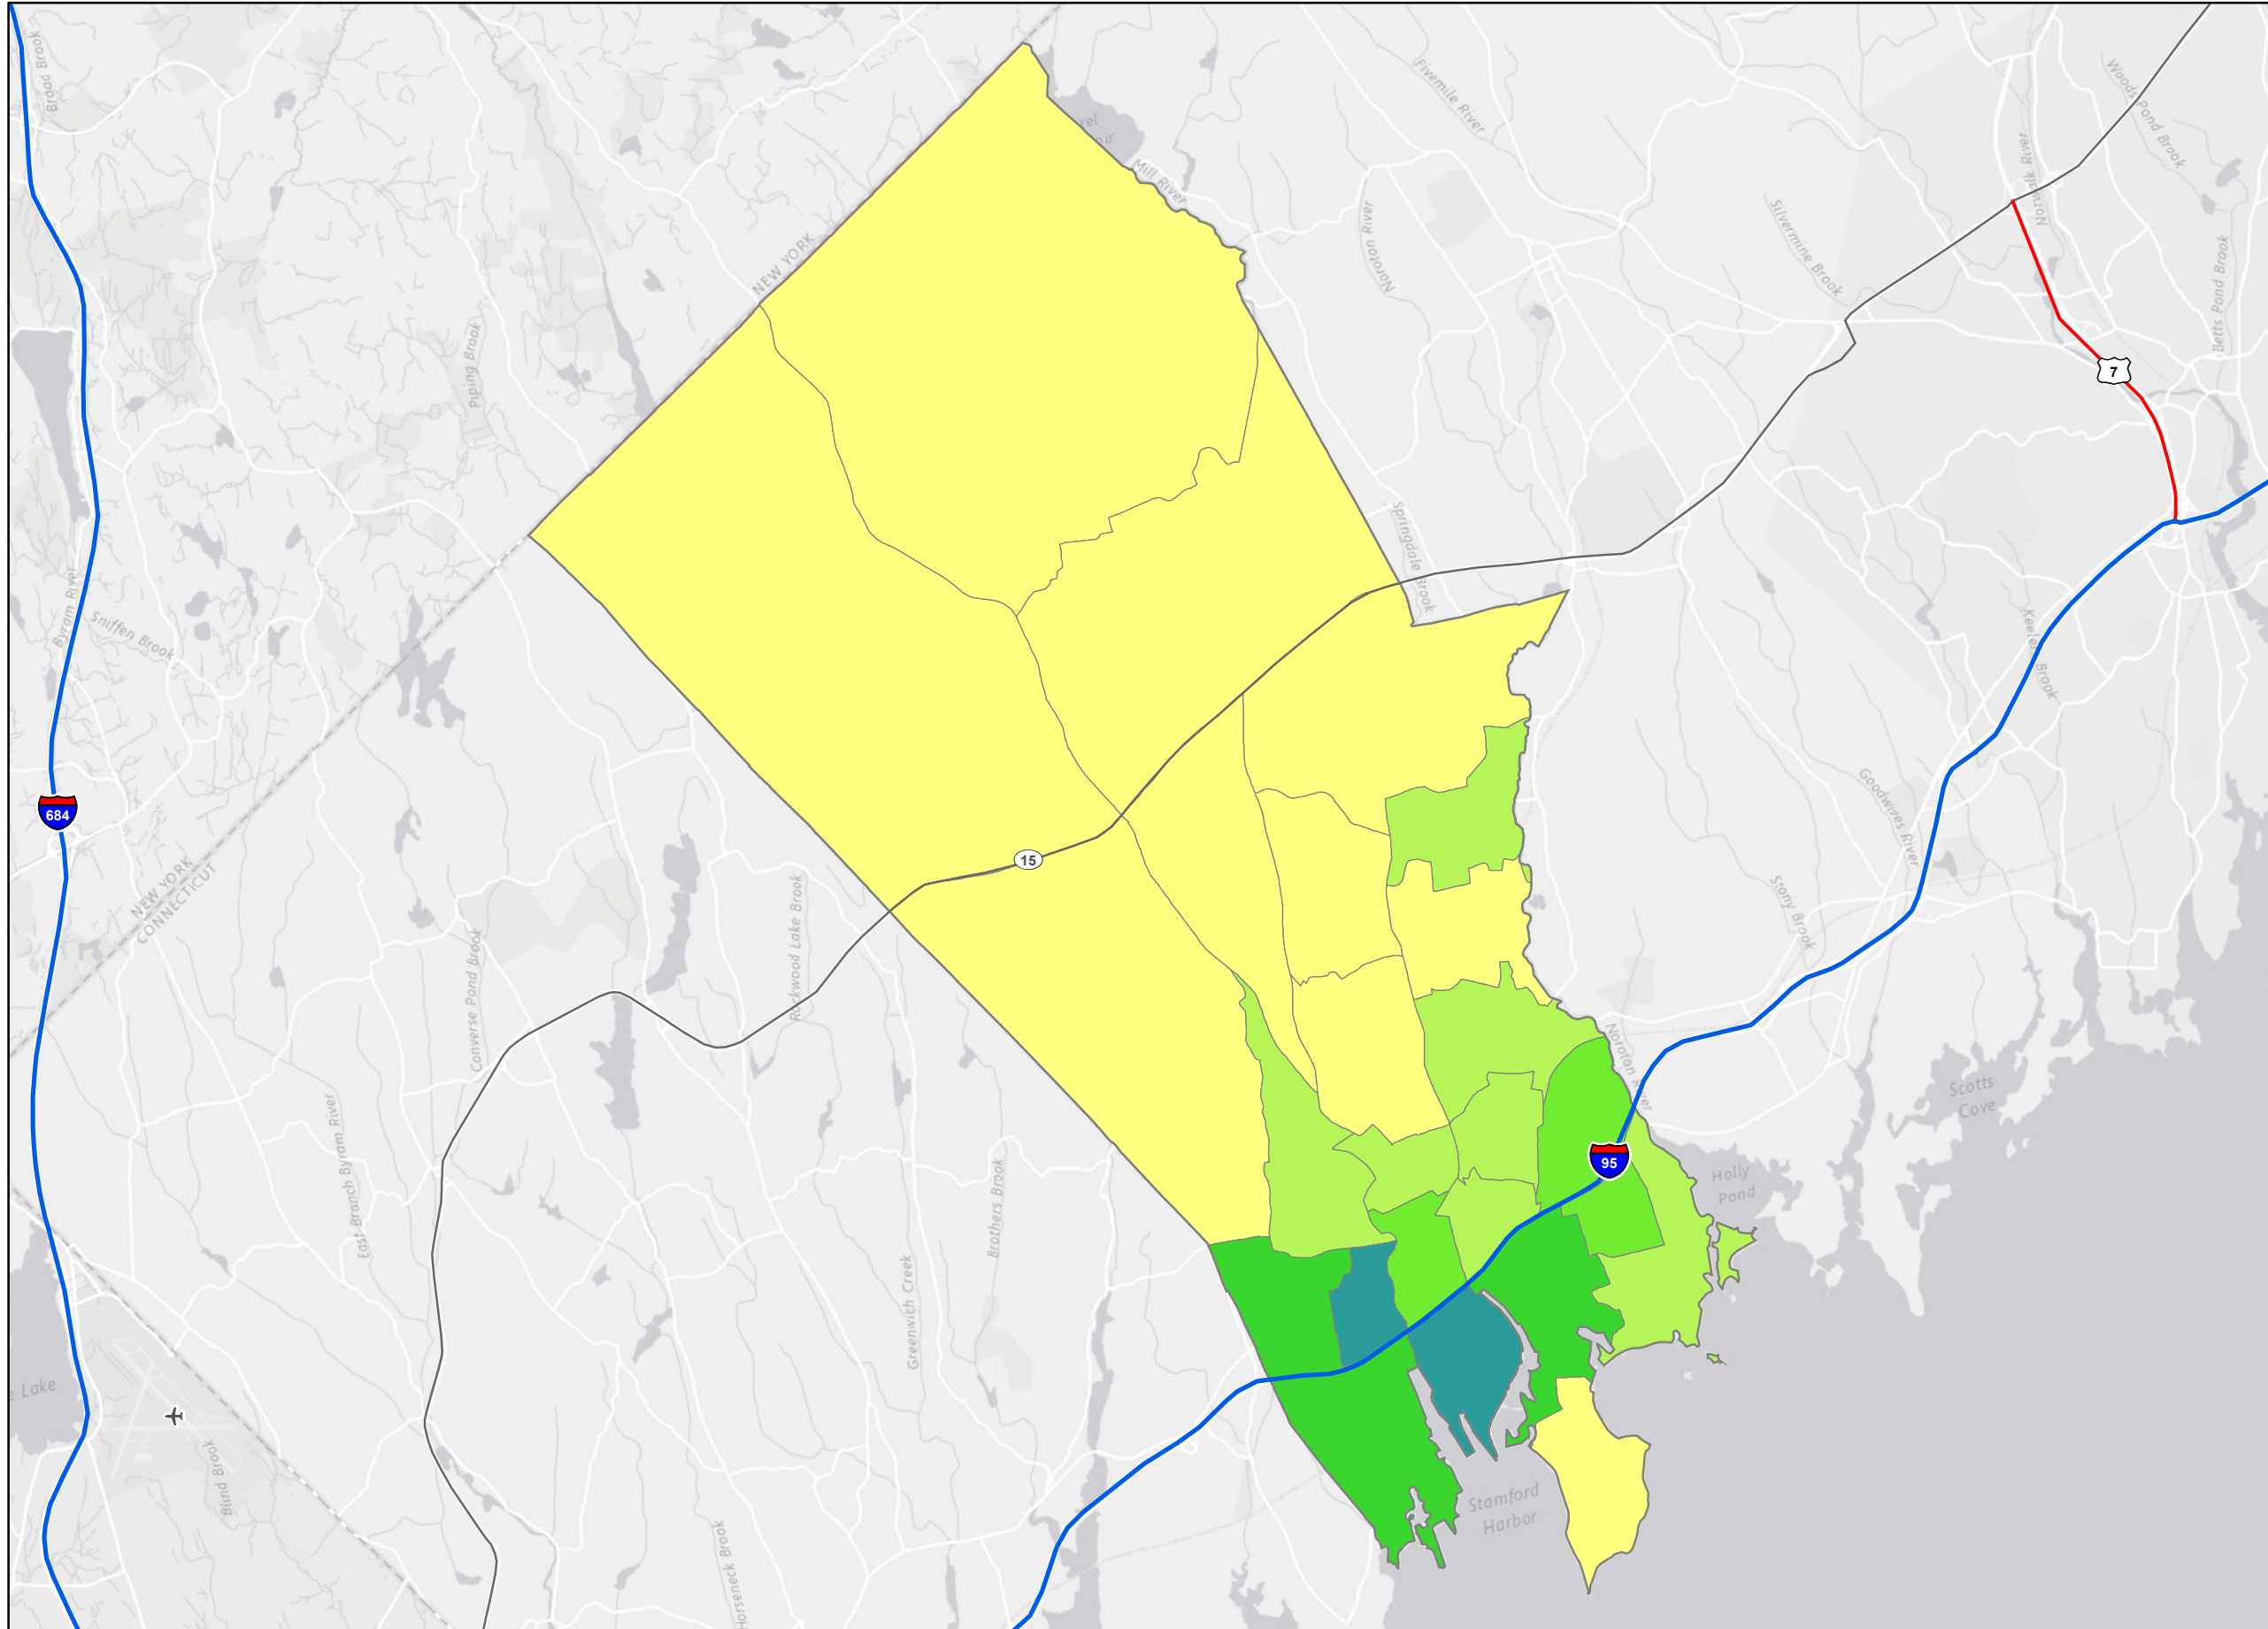 Broad Brook
Fivemile River
Woods Pond Brook
rel
oir
Mill River
Norwalk River
Silvermine Brook
Noroton River
NEW YORK
Betts Pond Brook
Piping Brook
7
Springdale Brook
Byram River
Sniffen Brook
Keelers Brook
684
Goodwives River
15
NEW YORK
CONNECTICUT
Rockwood Lake Brook
Stony Brook
Converse Pond Brook
Noroton River
Scotts
Cove
East Branch Byram River
95
Holly
Pond
Brothers Brook
Greenwich Creek
e Lake
Blind Brook
Stamford
Harbor
Horseneck Brook